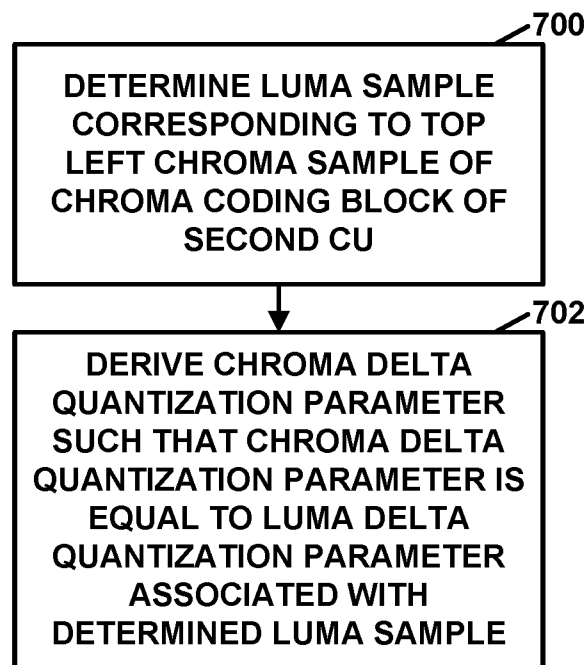 700
DETERMINE LUMA SAMPLE
CORRESPONDING TO TOP
LEFT CHROMA SAMPLE OF
CHROMA CODING BLOCK OF
SECOND CU
702
DERIVE CHROMA DELTA
QUANTIZATION PARAMETER
SUCH THAT CHROMA DELTA
QUANTIZATION PARAMETER IS
EQUAL TO LUMA DELTA
QUANTIZATION PARAMETER
ASSOCIATED WITH
DETERMINED LUMA SAMPLE